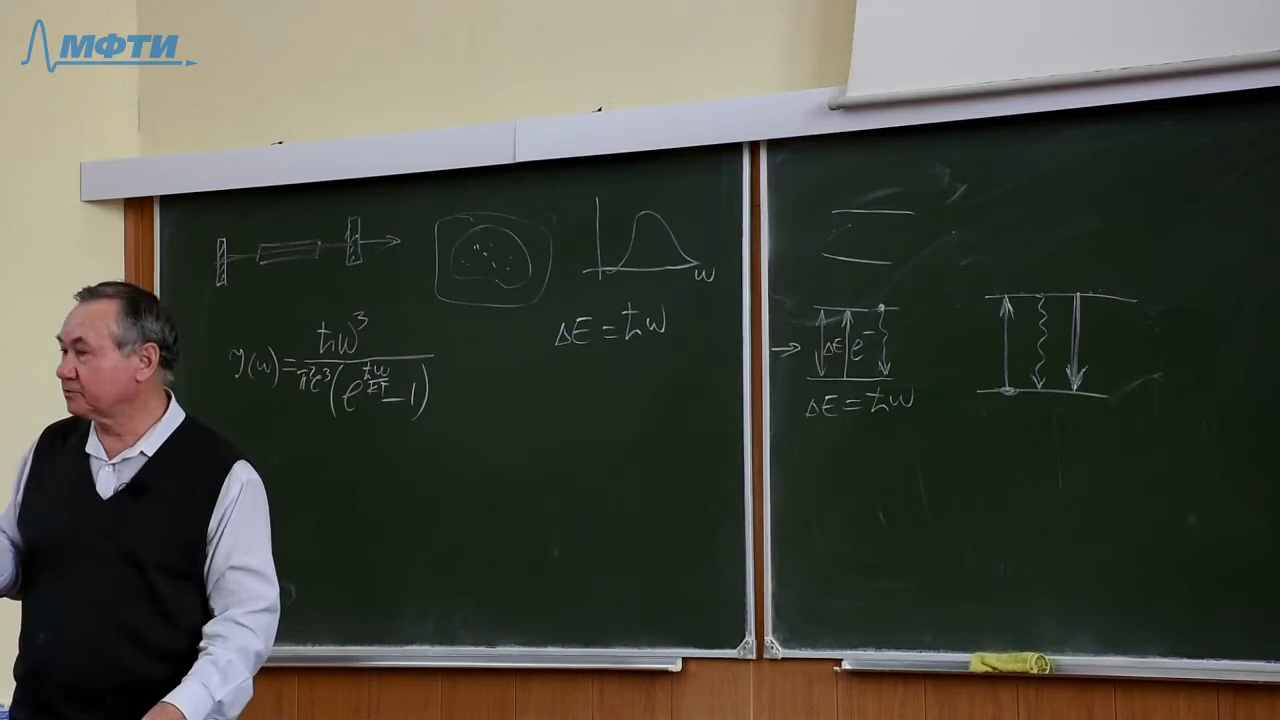 МФТИ
ω
ΔE = ħω
𝒥(ω) = ħω³ / π²c³(e^{ħω/kT} − 1)
ΔE e⁻
ΔE = ħω